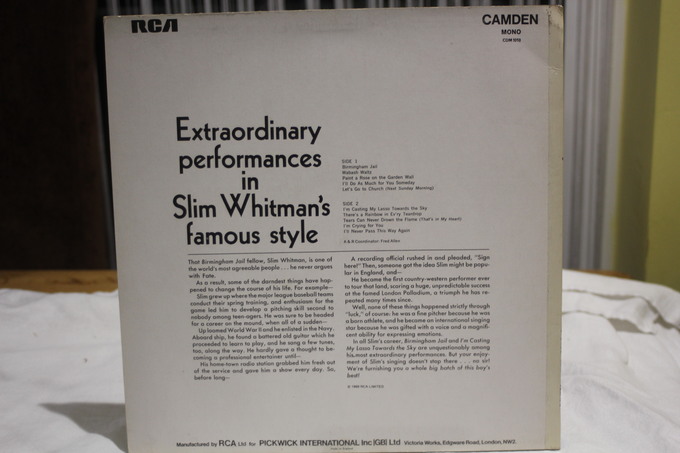 RCA
CAMDEN
MONO
Extraordinary
performances
in
Slim Whitman's
famous style
SIDE 1
Birmingham Jail
Wabash Waltz
Paint a Rose on the Garden Wall
I'll Do As Much for You Someday
Let's Go to Church (Next Sunday Morning)
SIDE 2
I'm Casting My Lasso Towards the Sky
There's a Rainbow in Ev'ry Teardrop
Tears Can Never Drown the Flame (That's in My Heart)
I'm Crying for You
I'll Never Pass This Way Again
A & R Coordinator: Fred Allen
That Birmingham Jail fellow, Slim Whitman, is one of
the world's most agreeable people . . . he never argues
with Fate.
As a result, some of the darndest things have hap-
pened to change the course of his life. For example—
Slim grew up where the major league baseball teams
conduct their spring training, and enthusiasm for the
game led him to develop a pitching skill second to
nobody among teen-agers. He was sure to be headed
for a career on the mound, when all of a sudden—
Up loomed World War II and he enlisted in the Navy.
Aboard ship, he found a battered old guitar which he
proceeded to learn to play, and he sang a few tunes,
too, along the way. He hardly gave a thought to be-
coming a professional entertainer until—
His home-town radio station grabbed him fresh out
of the service and gave him a show every day. So,
before long—
A recording official rushed in and pleaded, "Sign
here!" Then, someone got the idea Slim might be popu-
lar in England, and—
He became the first country-western performer ever
to tour that land, scoring a huge, unpredicted success
at the famed London Palladium, a triumph he has re-
peated many times since.
Well, none of these things happened strictly through
"luck," of course; he was a fine pitcher because he was
a born athlete, and he became an international singing
star because he was gifted with a voice and a magnifi-
cent ability for expressing emotions.
In all Slim's career, Birmingham Jail and I'm Casting
My Lasso Towards the Sky are unquestionably among
his most extraordinary performances. But your enjoy-
ment of Slim's singing doesn't stop there . . . no sir!
We're furnishing you a whole big batch of this boy's
best!
RCA LIMITED
Manufactured by RCA Ltd for PICKWICK INTERNATIONAL Inc (GB) Ltd Victoria Works, Edgware Road, London, NW2.